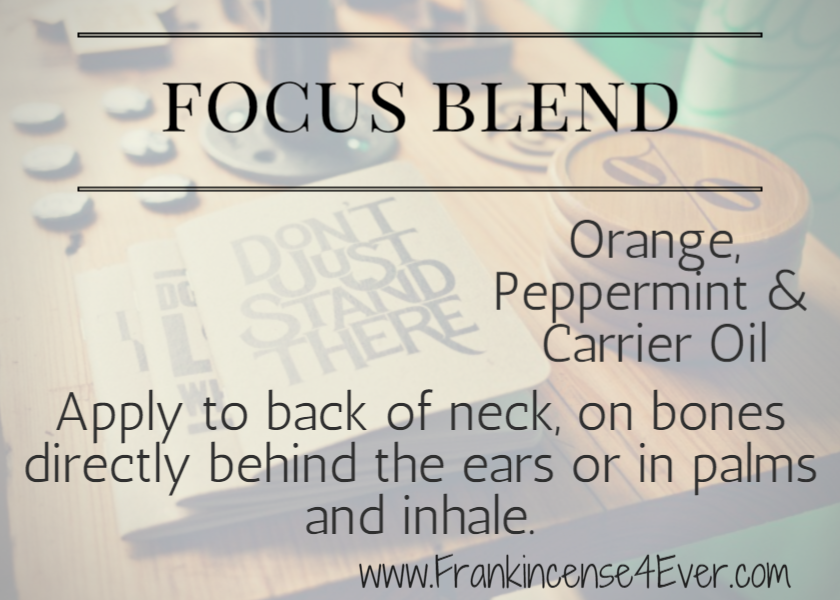 FOCUS BLEND
DON'T
JUST
STAND
THERE
Orange,
Peppermint &
Carrier Oil
Apply to back of neck, on bones
directly behind the ears or in palms
and inhale.
www.Frankincense4Ever.com